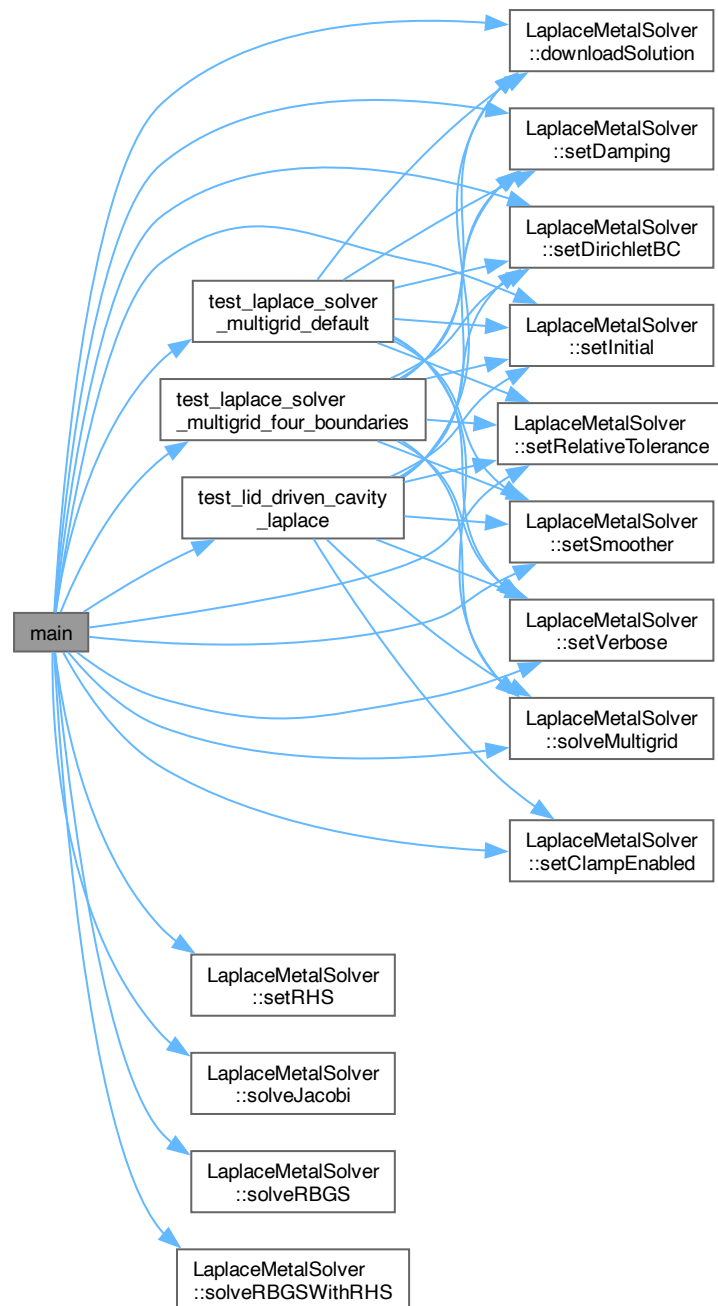 LaplaceMetalSolver
::downloadSolution
LaplaceMetalSolver
::setDamping
LaplaceMetalSolver
::setDirichletBC
test_laplace_solver
_multigrid_default
LaplaceMetalSolver
::setInitial
test_laplace_solver
_multigrid_four_boundaries
LaplaceMetalSolver
::setRelativeTolerance
test_lid_driven_cavity
_laplace
LaplaceMetalSolver
::setSmoother
main
LaplaceMetalSolver
::setVerbose
LaplaceMetalSolver
::solveMultigrid
LaplaceMetalSolver
::setClampEnabled
LaplaceMetalSolver
::setRHS
LaplaceMetalSolver
::solveJacobi
LaplaceMetalSolver
::solveRBGS
LaplaceMetalSolver
::solveRBGSWithRHS